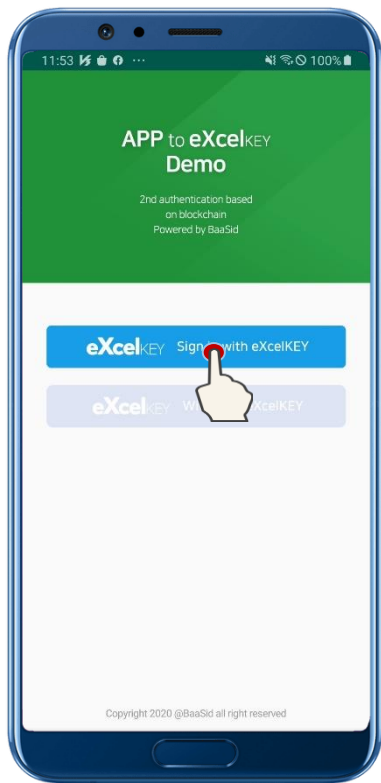 11:53 ... 100%
APP to eXcelKEY
Demo
2nd authentication based
on blockchain
Powered by BaaSid
eXcelKEY Sign with eXcelKEY
eXcelKEY
Copyright 2020 @BaaSid all right reserved